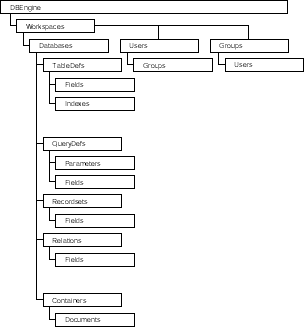 DBEngine
Workspaces
Databases
Users
Groups
TableDefs
Groups
Users
Fields
Indexes
QueryDefs
Parameters
Fields
Recordsets
Fields
Relations
Fields
Containers
Documents